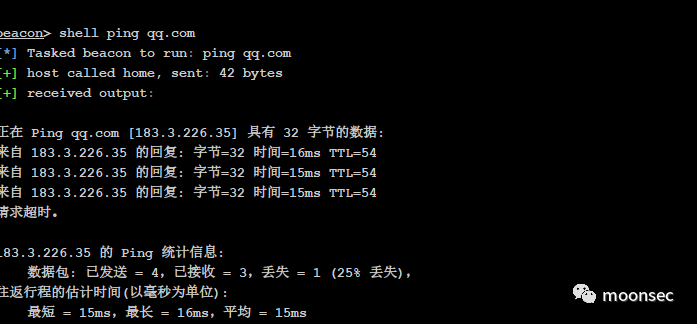 beacon> shell ping qq.com
[*] Tasked beacon to run: ping qq.com
[+] host called home, sent: 42 bytes
[+] received output:
正在 Ping qq.com [183.3.226.35] 具有 32 字节的数据:
来自 183.3.226.35 的回复: 字节=32 时间=16ms TTL=54
来自 183.3.226.35 的回复: 字节=32 时间=15ms TTL=54
来自 183.3.226.35 的回复: 字节=32 时间=15ms TTL=54
请求超时。
183.3.226.35 的 Ping 统计信息:
数据包: 已发送 = 4，已接收 = 3，丢失 = 1 (25% 丢失)，
往返行程的估计时间(以毫秒为单位):
最短 = 15ms，最长 = 16ms，平均 = 15ms
moonsec